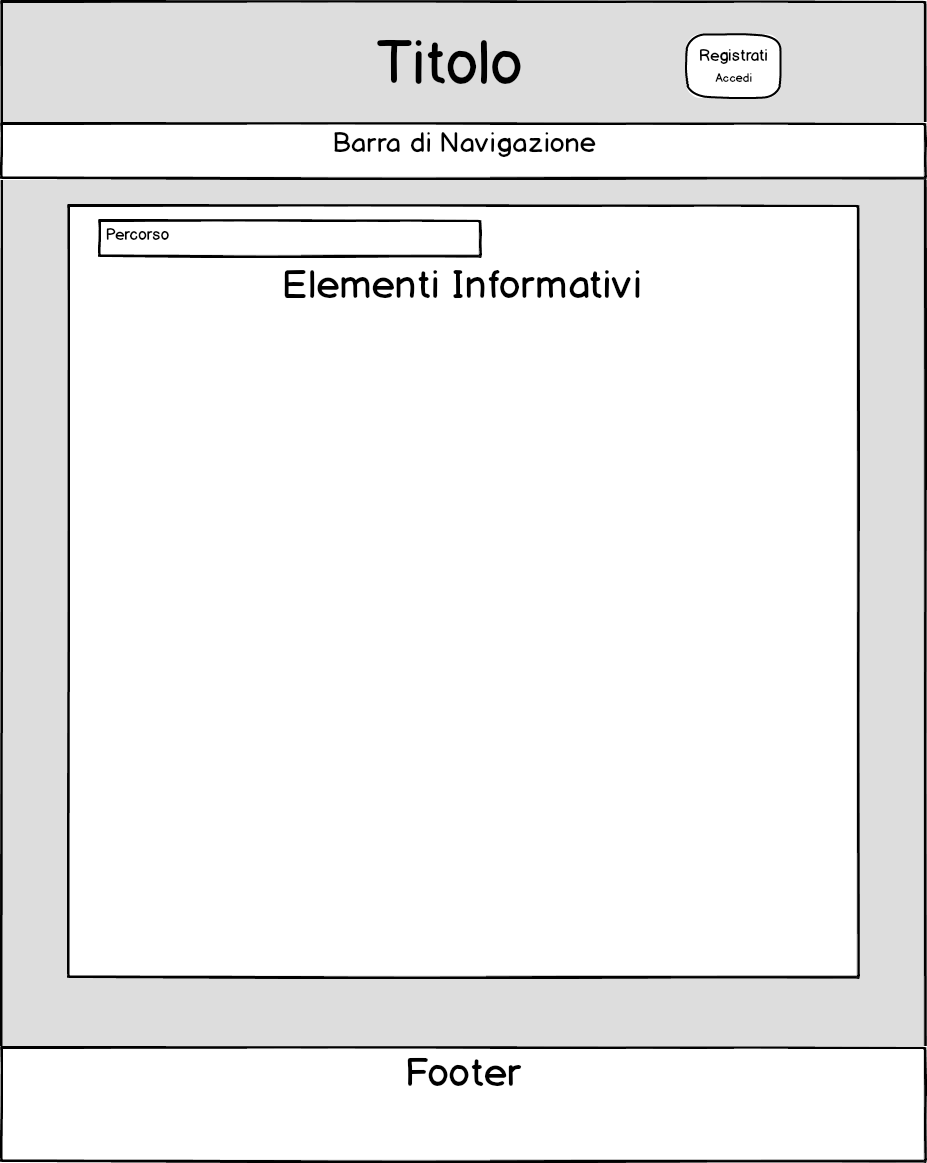 Titolo
Registrati
Accedi
Barra di Navigazione
Percorso
Elementi Informativi
Footer